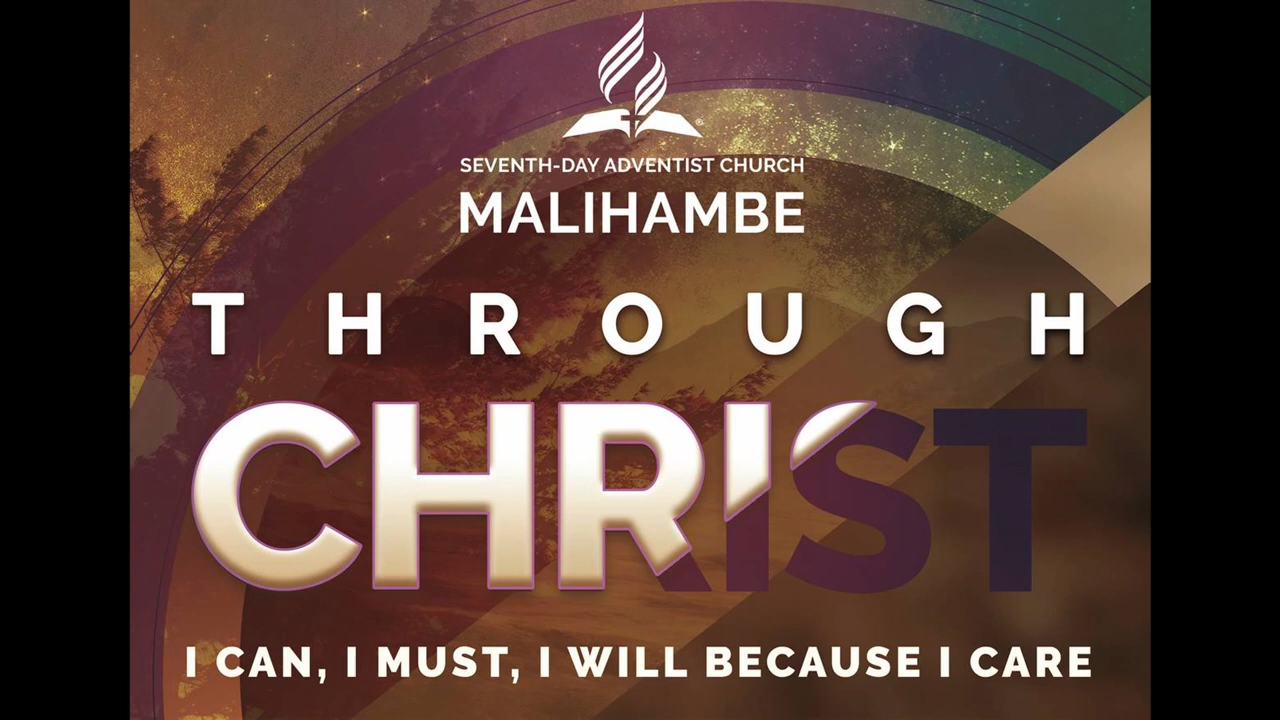 SEVENTH-DAY ADVENTIST CHURCH
MALIHAMBE
THROUGH
CHRIST
I CAN, I MUST, I WILL BECAUSE I CARE